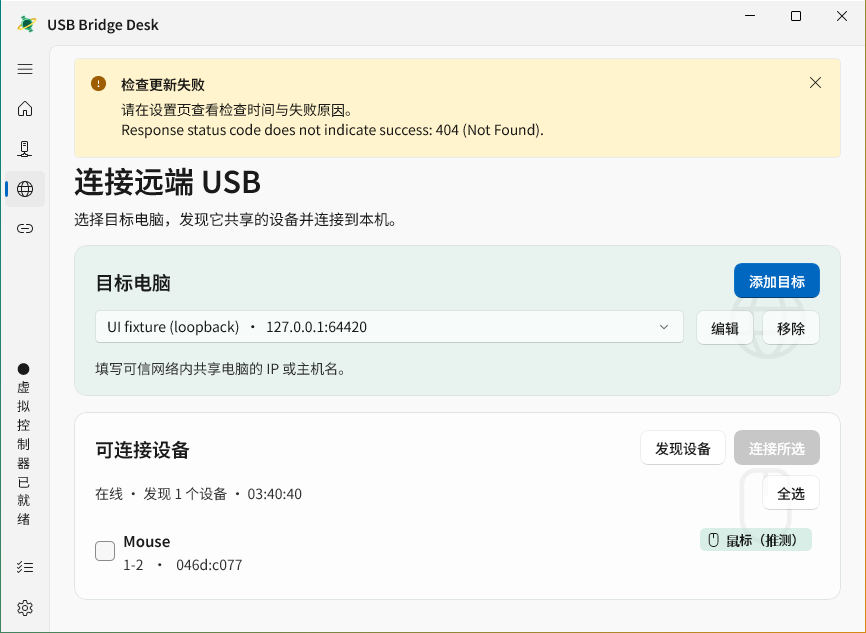 USB Bridge Desk
检查更新失败
请在设置页查看检查时间与失败原因。
Response status code does not indicate success: 404 (Not Found).
连接远端 USB
选择目标电脑，发现它共享的设备并连接到本机。
目标电脑
添加目标
UI fixture (loopback) • 127.0.0.1:64420
编辑
移除
填写可信网络内共享电脑的 IP 或主机名。
可连接设备
发现设备
连接所选
在线 • 发现 1 个设备 • 03:40:40
全选
Mouse
1-2 • 046d:c077
鼠标（推测）
虚拟控制器已就绪